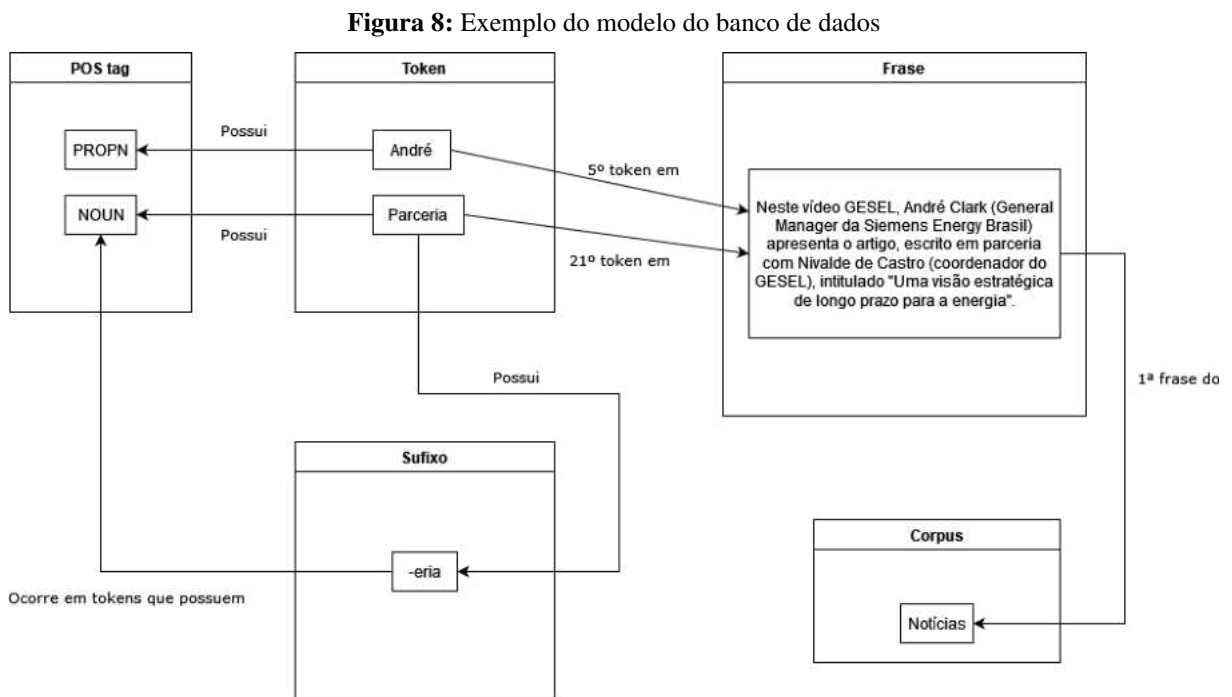 Figura 8: Exemplo do modelo do banco de dados
POS tag
Token
Frase
PROPN
Possui
André
5º token em
NOUN
Possui
Parceria
21º token em
Neste vídeo GESEL, André Clark (General
Manager da Siemens Energy Brasil)
apresenta o artigo, escrito em parceria
com Nivalde de Castro (coordenador do
GESEL), intitulado "Uma visão estratégica
de longo prazo para a energia".
Possui
1ª frase do
Sufixo
-eria
Ocorre em tokens que possuem
Corpus
Notícias